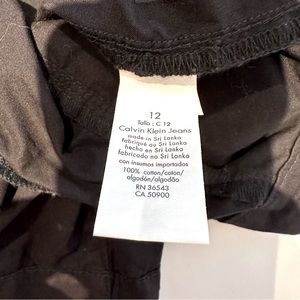 12
Talla : C 12
Calvin Klein Jeans
made in Sri Lanka
fabriqué au Sri Lanka
hecho en Sri Lanka
fabricado no Sri Lanka
con insumos importados
100% cotton/coton/
algodón/algodão
RN 36543
CA 50900